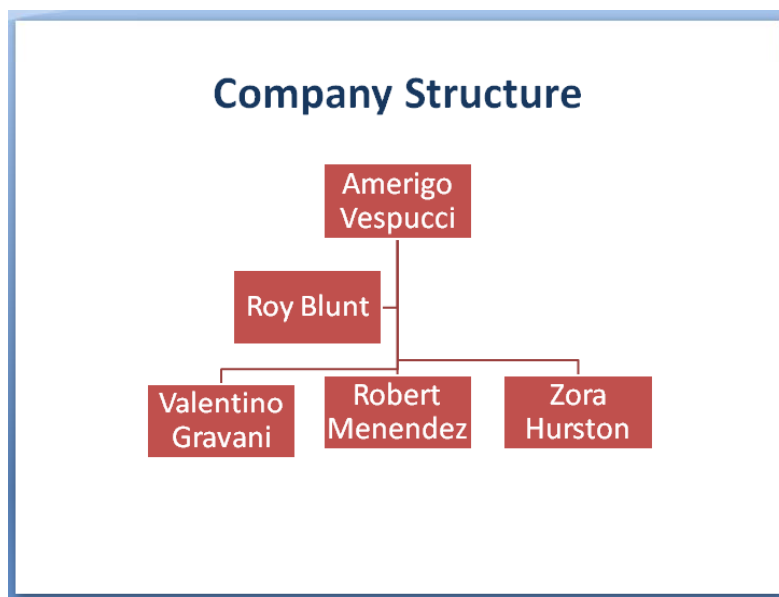 Company Structure
Amerigo
Vespucci
Roy Blunt
Valentino
Gravani
Robert
Menendez
Zora
Hurston